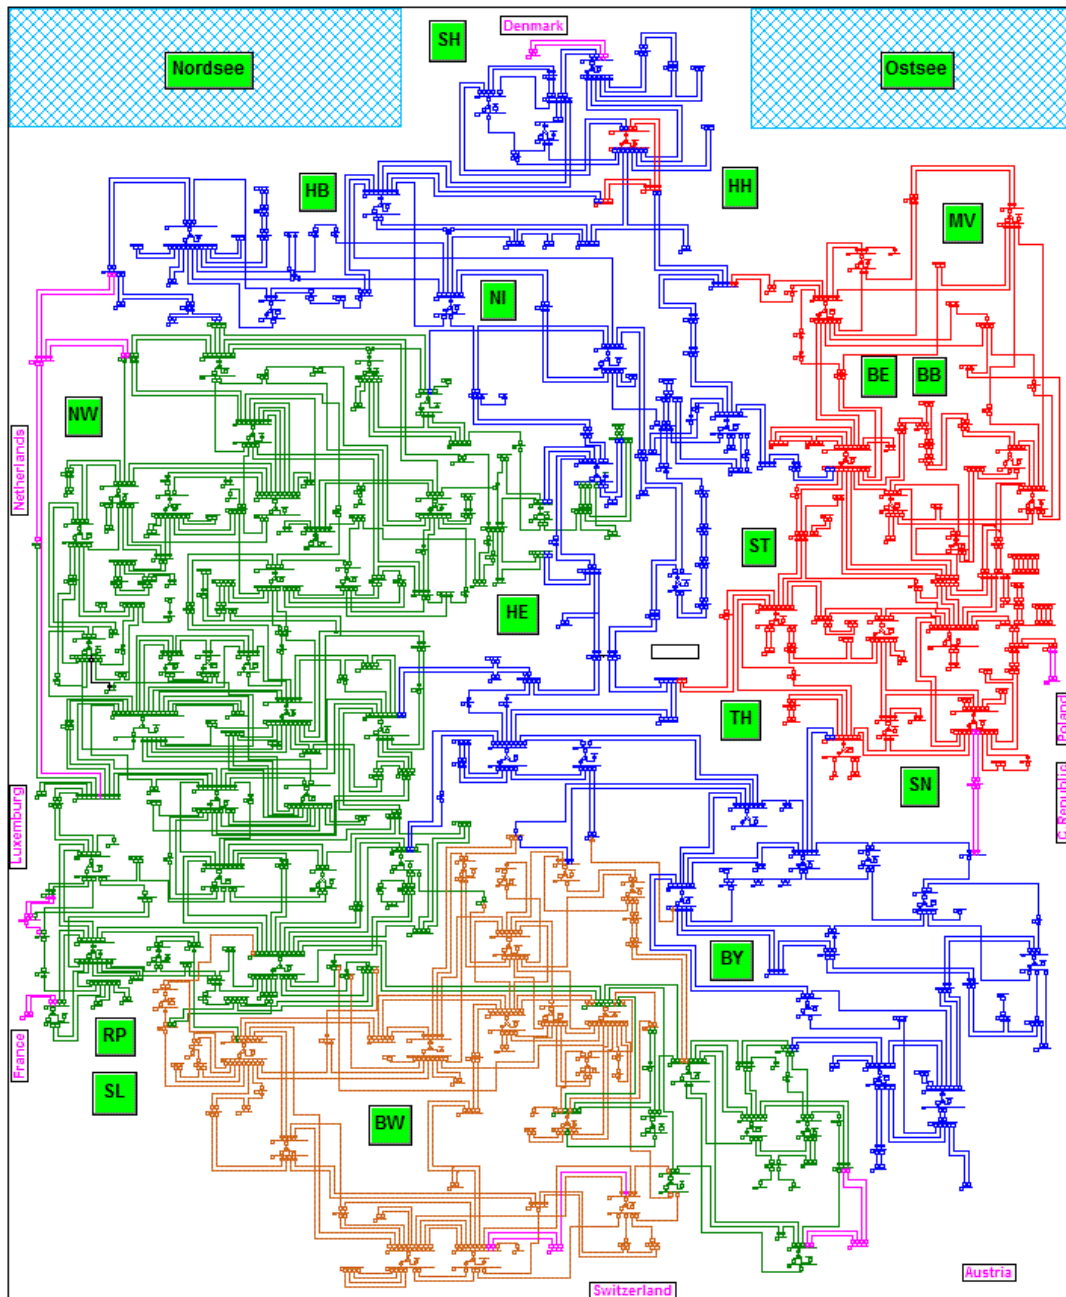 SH
Denmark
Nordsee
Ostsee
HB
HH
MV
NI
BE
BB
NW
Netherlands
ST
HE
TH
Poland
SN
C. Republic
Luxemburg
BY
RP
France
SL
BW
Austria
Switzerland